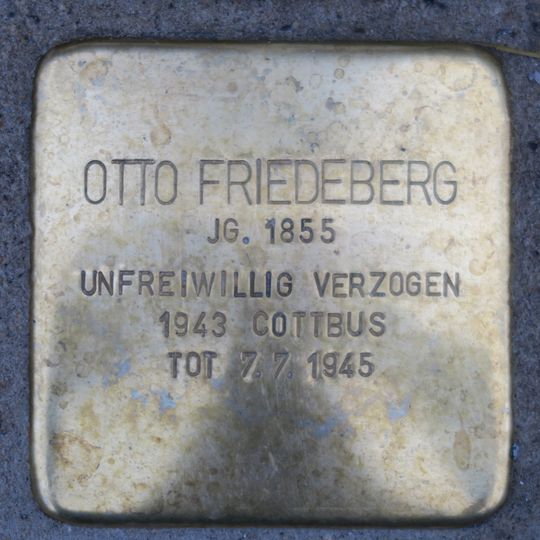 OTTO FRIEDEBERG
JG. 1855
UNFREIWILLIG VERZOGEN
1943 COTTBUS
TOT 7.7.1945